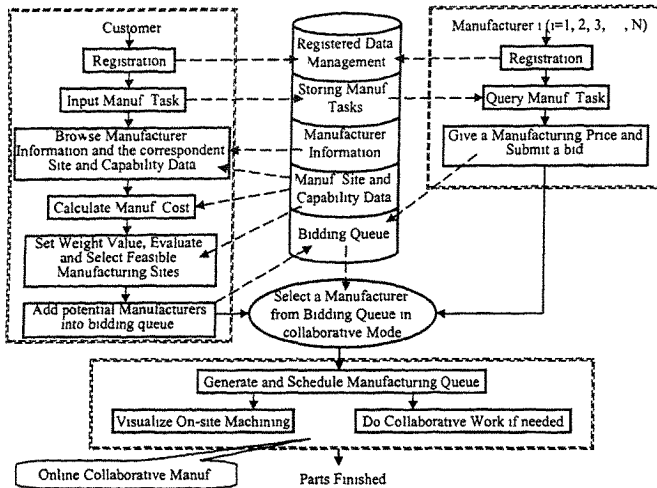 Customer
Registration
Input Manuf Task
Browse Manufacturer
Information and the correspondent
Site and Capability Data
Calculate Manuf Cost
Set Weight Value, Evaluate
and Select Feasible
Manufacturing Sites
Add potential Manufacturers
into bidding queue
Registered Data
Management
Storing Manuf
Tasks
Manufacturer
Information
Manuf Site and
Capability Data
Bidding Queue
Manufacturer i (i=1, 2, 3, , N)
Registration
Query Manuf Task
Give a Manufacturing Price and
Submit a bid
Select a Manufacturer
from Bidding Queue in
collaborative Mode
Generate and Schedule Manufacturing Queue
Visualize On-site Machining
Do Collaborative Work if needed
Online Collaborative Manuf
Parts Finished